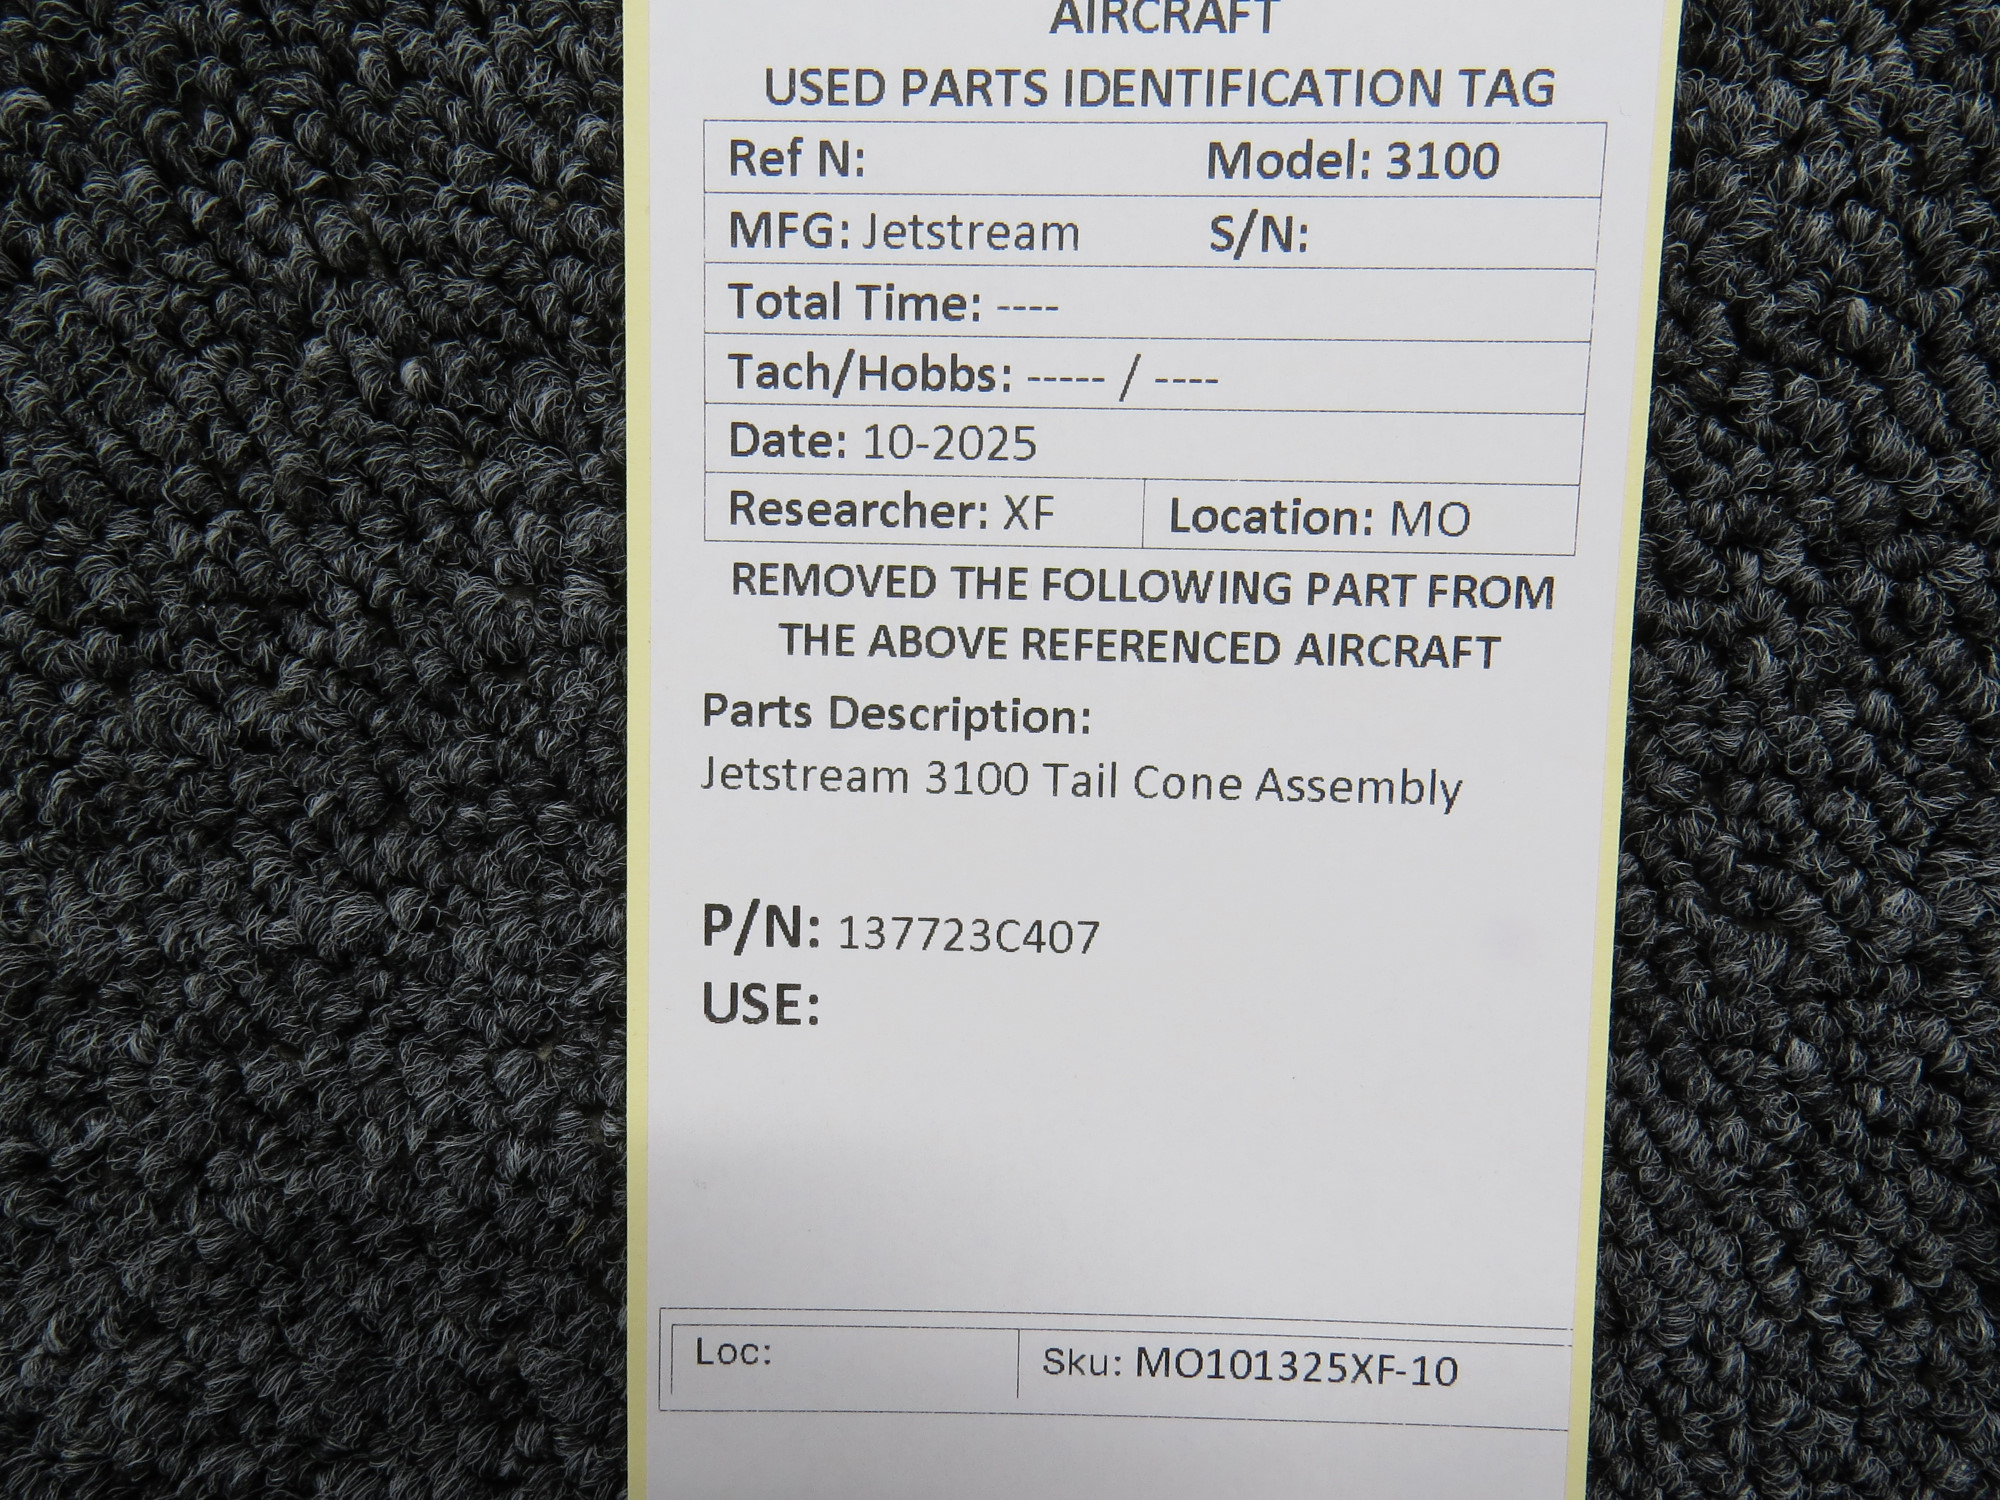 AIRCRAFT
USED PARTS IDENTIFICATION TAG
Ref N: Model: 3100
MFG: Jetstream S/N:
Total Time: ----
Tach/Hobbs: ----- / ----
Date: 10-2025
Researcher: XF Location: MO
REMOVED THE FOLLOWING PART FROM
THE ABOVE REFERENCED AIRCRAFT
Parts Description:
Jetstream 3100 Tail Cone Assembly
P/N: 137723C407
USE:
Loc: Sku: MO101325XF-10